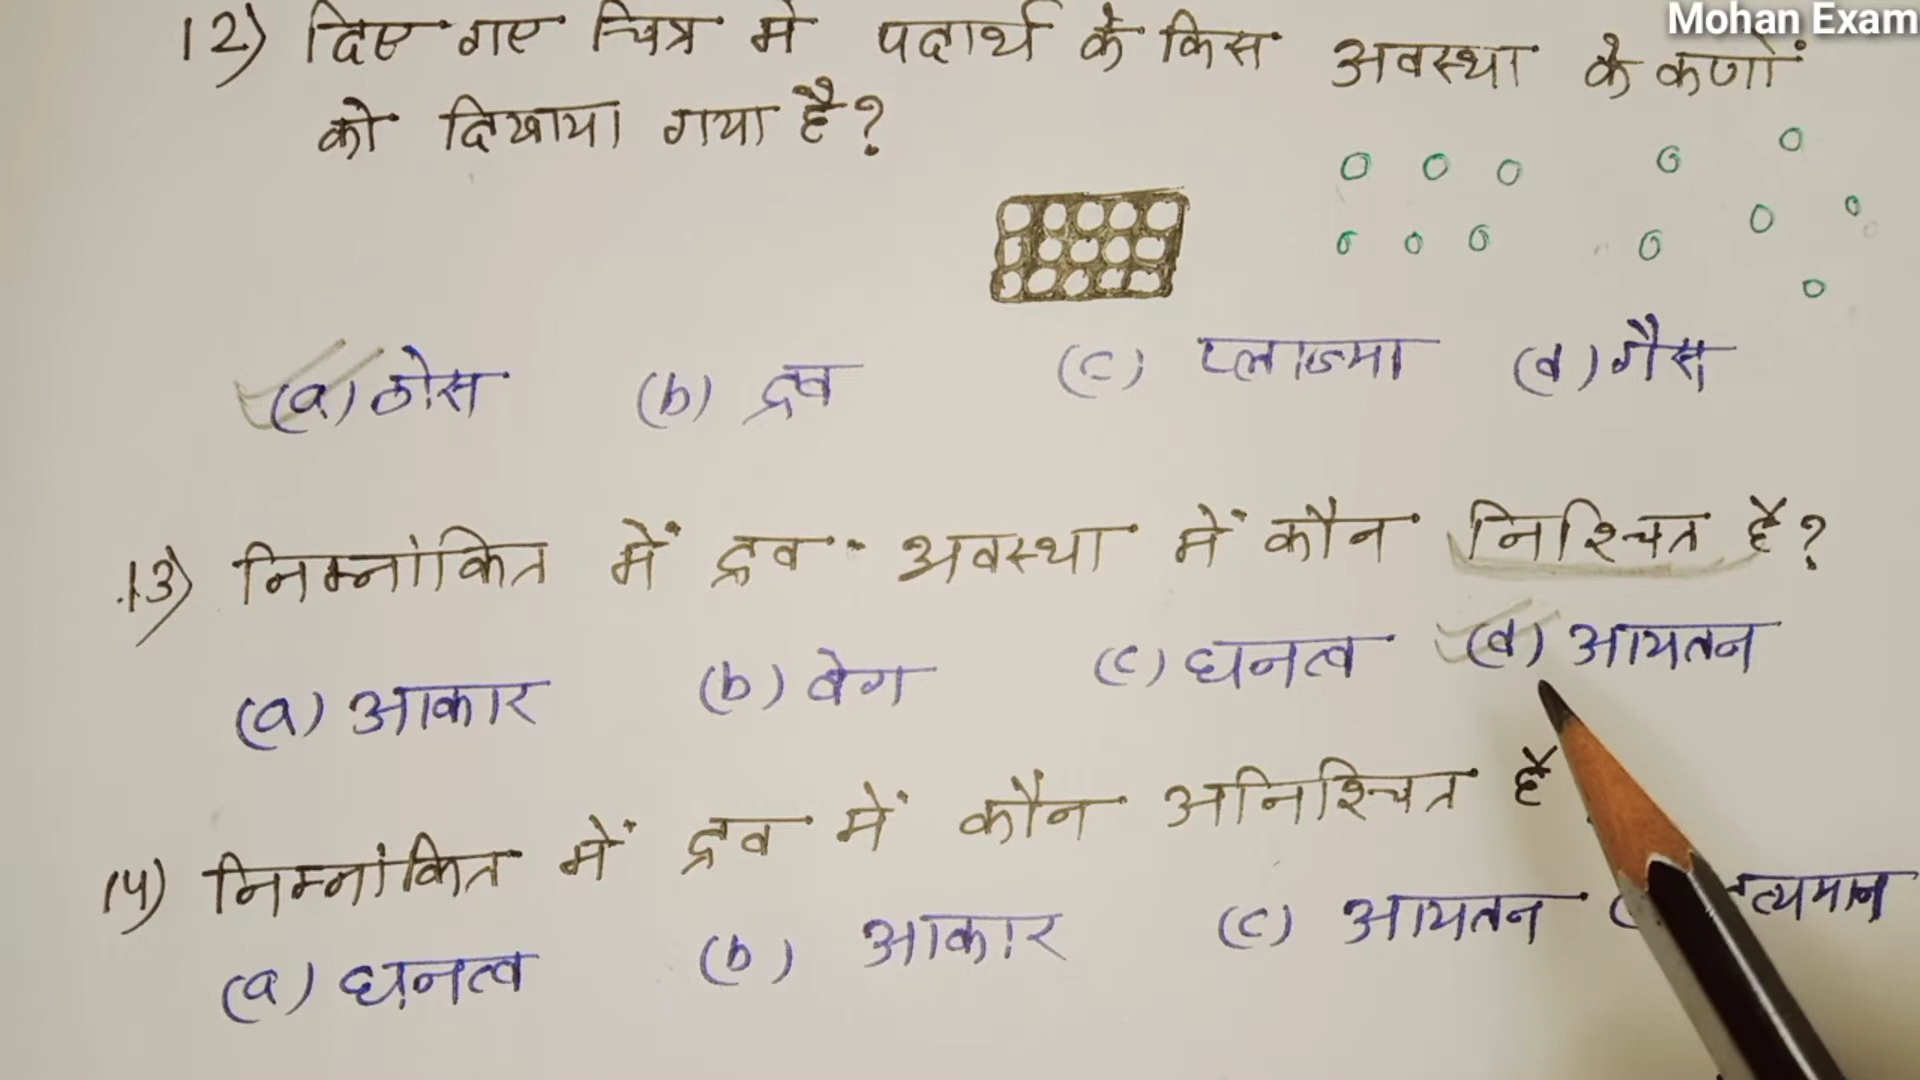 Mohan Exam
12) दिए गए चित्र में पदार्थ के किस अवस्था के कणों
को दिखाया गया है?
(a) ठोस (b) द्रव (c) प्लाज्मा (d) गैस
13) निम्नांकित में द्रव अवस्था में कौन निश्चित है?
(a) आकार (b) वेग (c) घनत्व (d) आयतन
14) निम्नांकित में द्रव में कौन अनिश्चित है
(a) घनत्व (b) आकार (c) आयतन